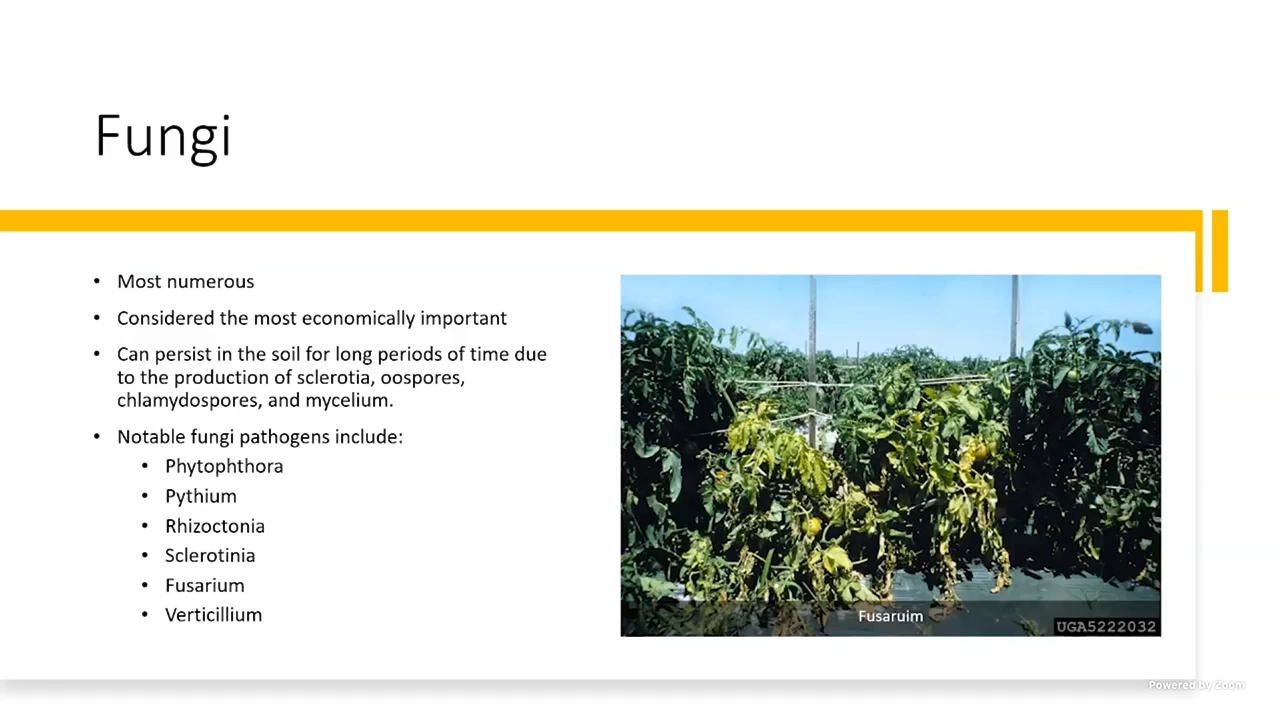 Fungi
• Most numerous
• Considered the most economically important
• Can persist in the soil for long periods of time due
to the production of sclerotia, oospores,
chlamydospores, and mycelium.
• Notable fungi pathogens include:
• Phytophthora
• Pythium
• Rhizoctonia
• Sclerotinia
• Fusarium
• Verticillium
Fusaruim
UGA5222032
Powered by Zoom